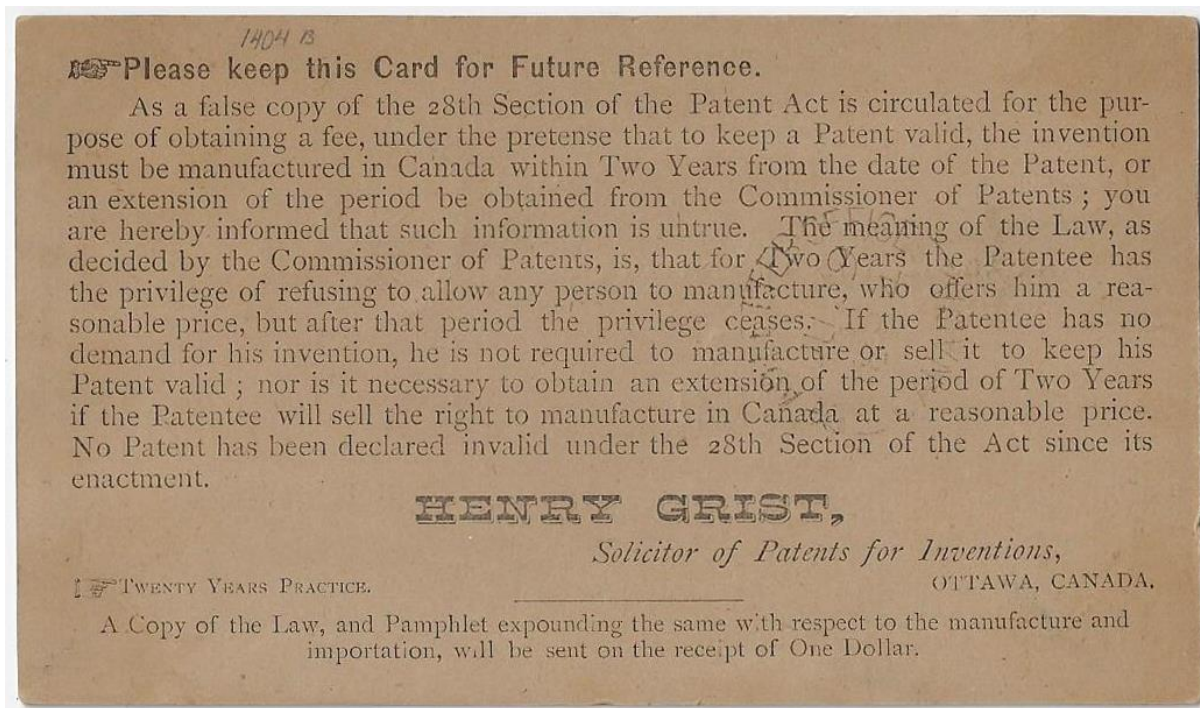 1404 B
Please keep this Card for Future Reference.
As a false copy of the 28th Section of the Patent Act is circulated for the pur-
pose of obtaining a fee, under the pretense that to keep a Patent valid, the invention
must be manufactured in Canada within Two Years from the date of the Patent, or
an extension of the period be obtained from the Commissioner of Patents ; you
are hereby informed that such information is untrue. The meaning of the Law, as
decided by the Commissioner of Patents, is, that for Two Years the Patentee has
the privilege of refusing to allow any person to manufacture, who offers him a rea-
sonable price, but after that period the privilege ceases. If the Patentee has no
demand for his invention, he is not required to manufacture or sell it to keep his
Patent valid ; nor is it necessary to obtain an extension of the period of Two Years
if the Patentee will sell the right to manufacture in Canada at a reasonable price.
No Patent has been declared invalid under the 28th Section of the Act since its
enactment.
HENRY GRIST,
Solicitor of Patents for Inventions,
TWENTY YEARS PRACTICE.
OTTAWA, CANADA.
A Copy of the Law, and Pamphlet expounding the same with respect to the manufacture and
importation, will be sent on the receipt of One Dollar.